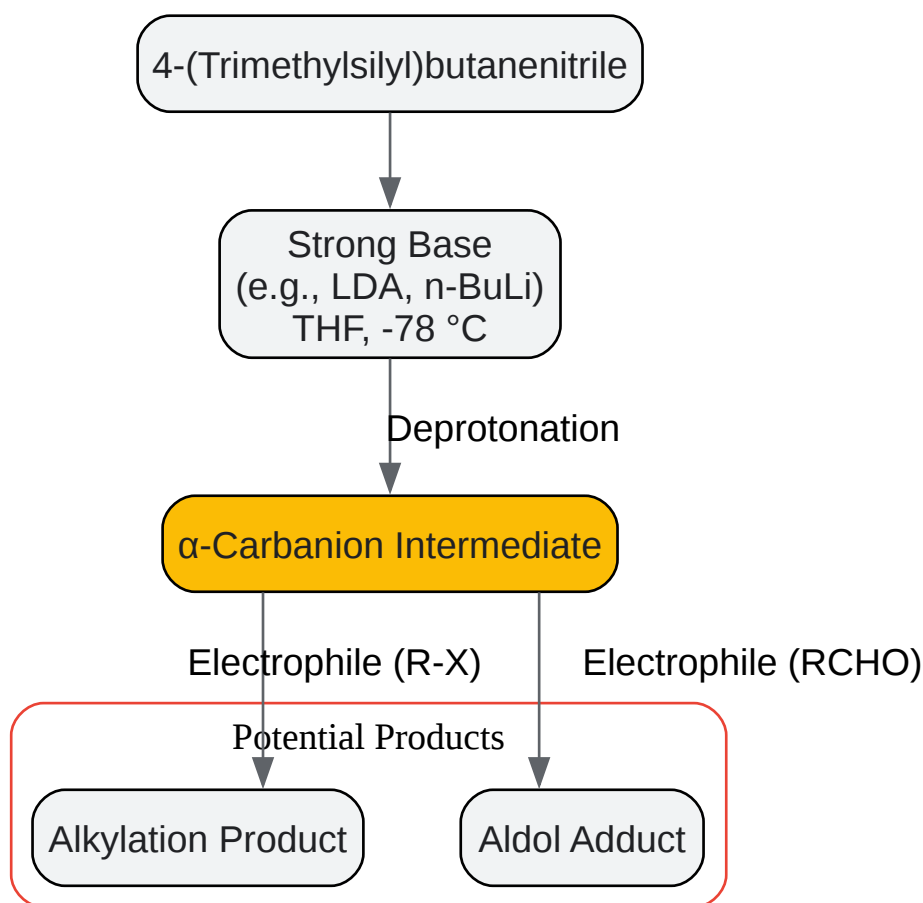 4-(Trimethylsilyl)butanenitrile
Strong Base
(e.g., LDA, n-BuLi)
THF, -78 °C
Deprotonation
α-Carbanion Intermediate
Electrophile (R-X)
Electrophile (RCHO)
Potential Products
Alkylation Product
Aldol Adduct